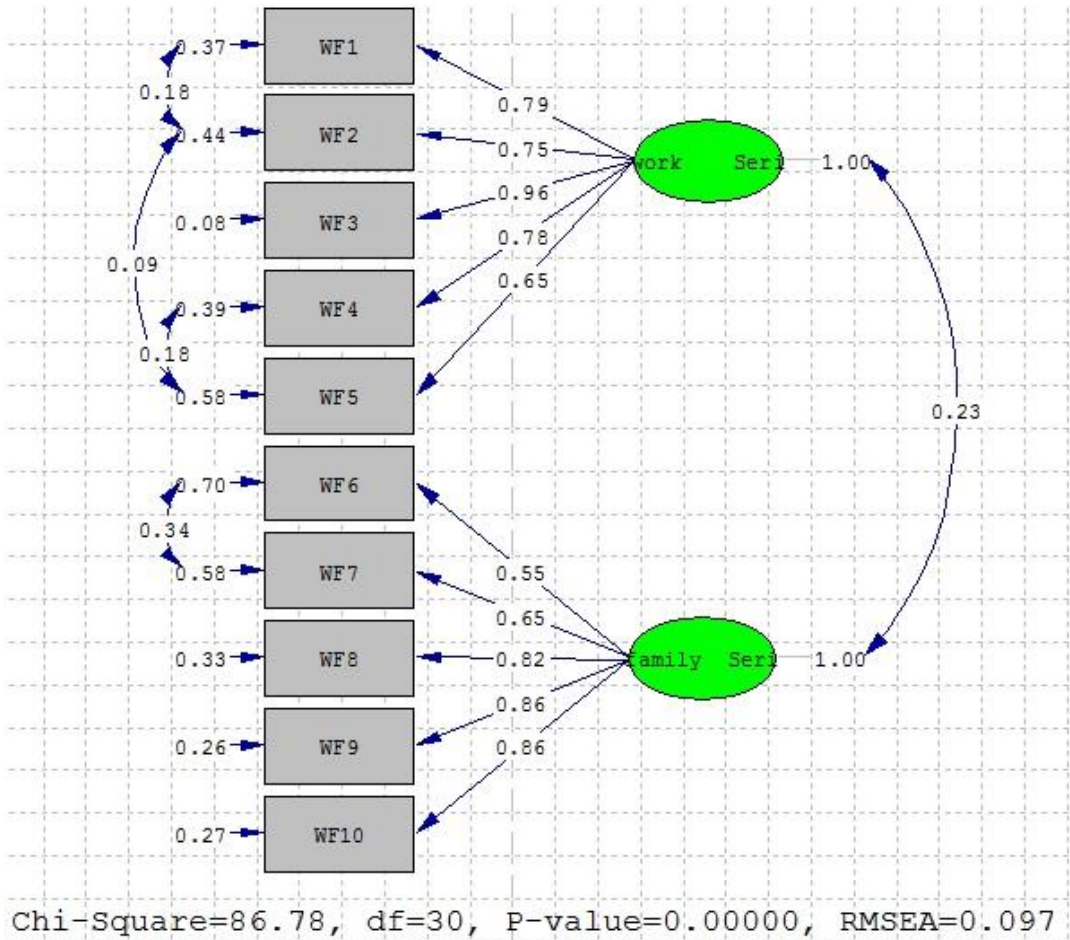 0.37 WF1
0.18
0.79
0.44 WF2
0.75
work Seri 1.00
0.96
0.08 WF3
0.78
0.09
0.65
0.39 WF4
0.18
0.58 WF5
0.23
0.70 WF6
0.34
0.58 WF7
0.55
0.65
0.33 WF8
0.82
family Seri 1.00
0.86
0.26 WF9
0.86
0.27 WF10
Chi-Square=86.78, df=30, P-value=0.00000, RMSEA=0.097